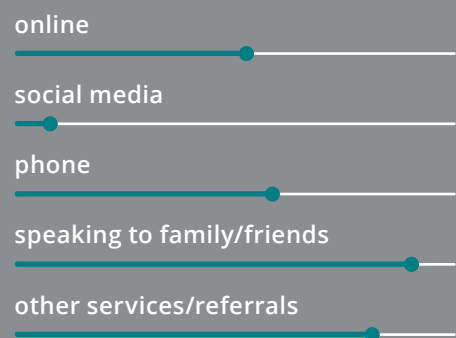 online
social media
phone
speaking to family/friends
other services/referrals